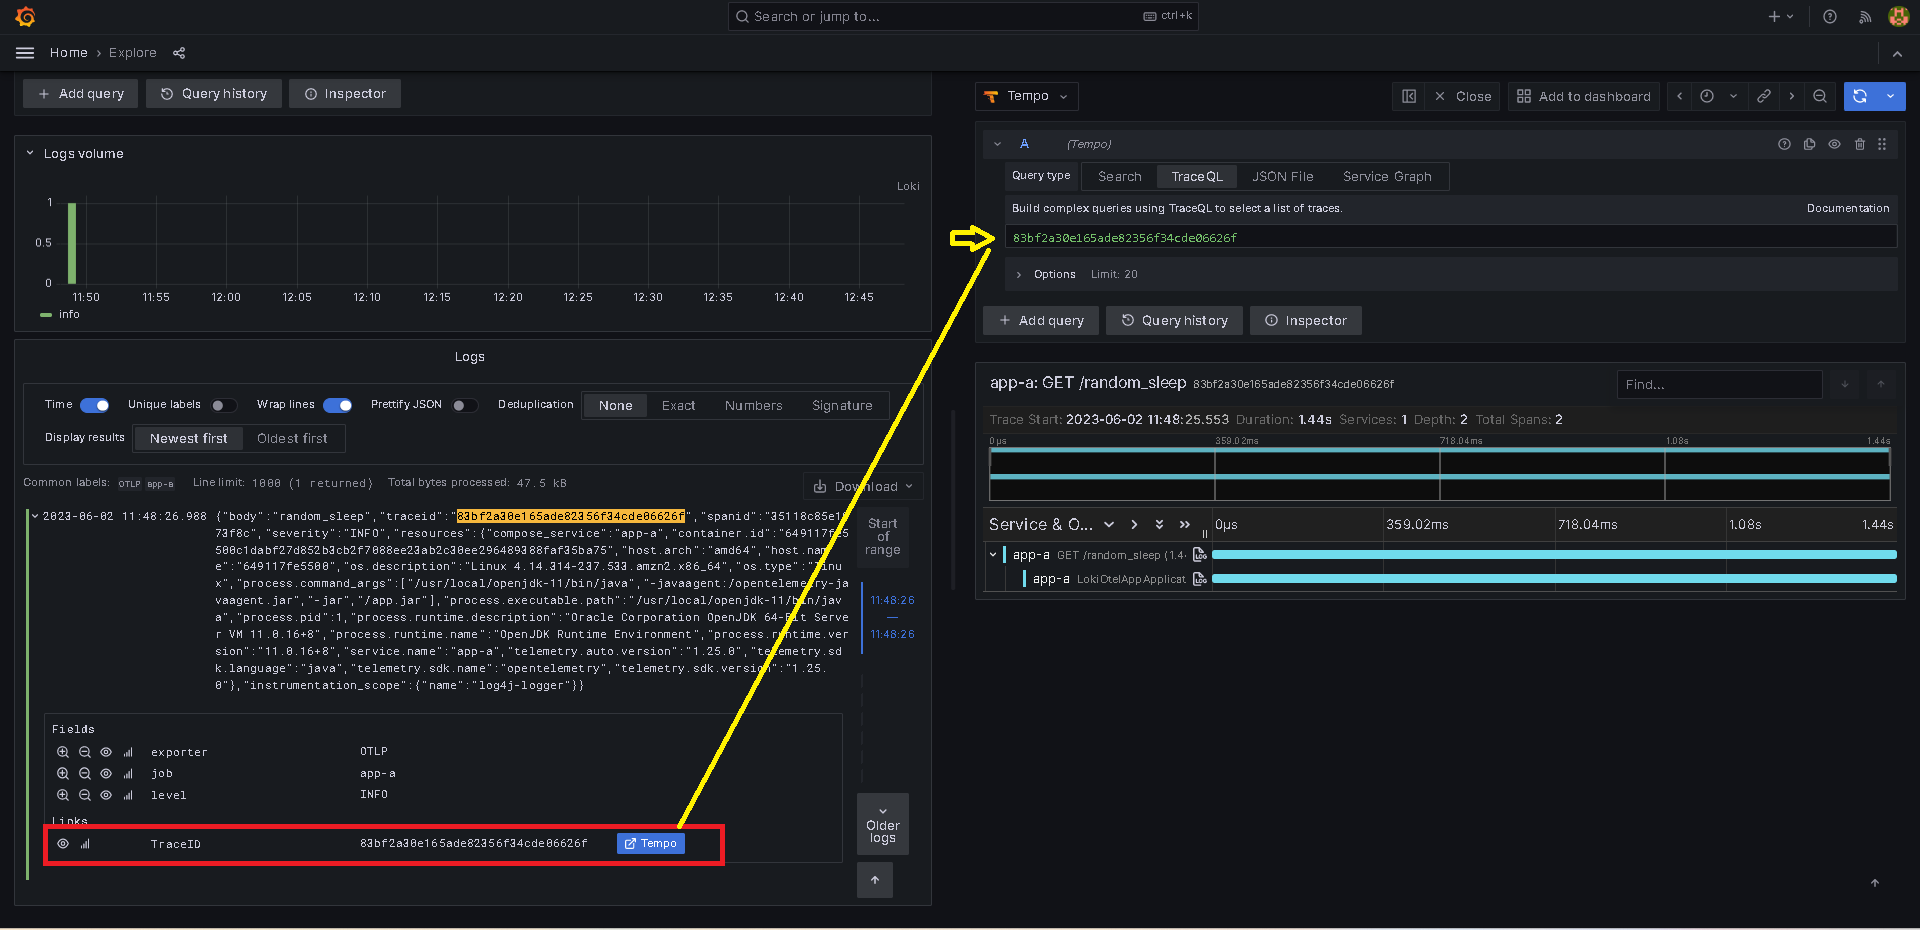 Search or jump to...
ctrl+k
Home › Explore
Add query
Query history
Inspector
Logs volume
Loki
1
0.5
0
11:50
11:55
12:00
12:05
12:10
12:15
12:20
12:25
12:30
12:35
12:40
12:45
info
Logs
Time
Unique labels
Wrap lines
Prettify JSON
Deduplication
None
Exact
Numbers
Signature
Display results
Newest first
Oldest first
Common labels: OTLP app-a
Line limit: 1000 (1 returned)
Total bytes processed: 47.5 kB
Download
2023-06-02 11:48:26.988 {"body":"random_sleep","traceid":"83bf2a30e165ade82356f34cde06626f","spanid":"35118c85e1
73f8c","severity":"INFO","resources":{"compose_service":"app-a","container.id":"649117fe5
500c1dabf27d852b3cb2f7088ee23ab2c30ee296489388faf35ba75","host.arch":"amd64","host.nam
e":"649117fe5500","os.description":"Linux 4.14.314-237.533.amzn2.x86_64","os.type":"linu
x","process.command_args":["/usr/local/openjdk-11/bin/java","-javaagent:/opentelemetry-ja
vaagent.jar","-jar","/app.jar"],"process.executable.path":"/usr/local/openjdk-11/bin/jav
a","process.pid":1,"process.runtime.description":"Oracle Corporation OpenJDK 64-Bit Serve
r VM 11.0.16+8","process.runtime.name":"OpenJDK Runtime Environment","process.runtime.ver
sion":"11.0.16+8","service.name":"app-a","telemetry.auto.version":"1.25.0","telemetry.sd
k.language":"java","telemetry.sdk.name":"opentelemetry","telemetry.sdk.version":"1.25.
0"},"instrumentation_scope":{"name":"log4j-logger"}}
Start
of
range
11:48:26
—
11:48:26
Fields
exporter OTLP
job app-a
level INFO
Links
TraceID 83bf2a30e165ade82356f34cde06626f Tempo
Older
logs
Tempo
Close
Add to dashboard
A (Tempo)
Query type
Search
TraceQL
JSON File
Service Graph
Build complex queries using TraceQL to select a list of traces.
Documentation
83bf2a30e165ade82356f34cde06626f
Options Limit: 20
Add query
Query history
Inspector
app-a: GET /random_sleep 83bf2a30e165ade82356f34cde06626f
Find...
Trace Start: 2023-06-02 11:48:25.553 Duration: 1.44s Services: 1 Depth: 2 Total Spans: 2
0μs 359.02ms 718.04ms 1.08s 1.44s
Service & O... 0μs 359.02ms 718.04ms 1.08s 1.44s
app-a GET /random_sleep (1.4
app-a LokiOtelAppApplicat